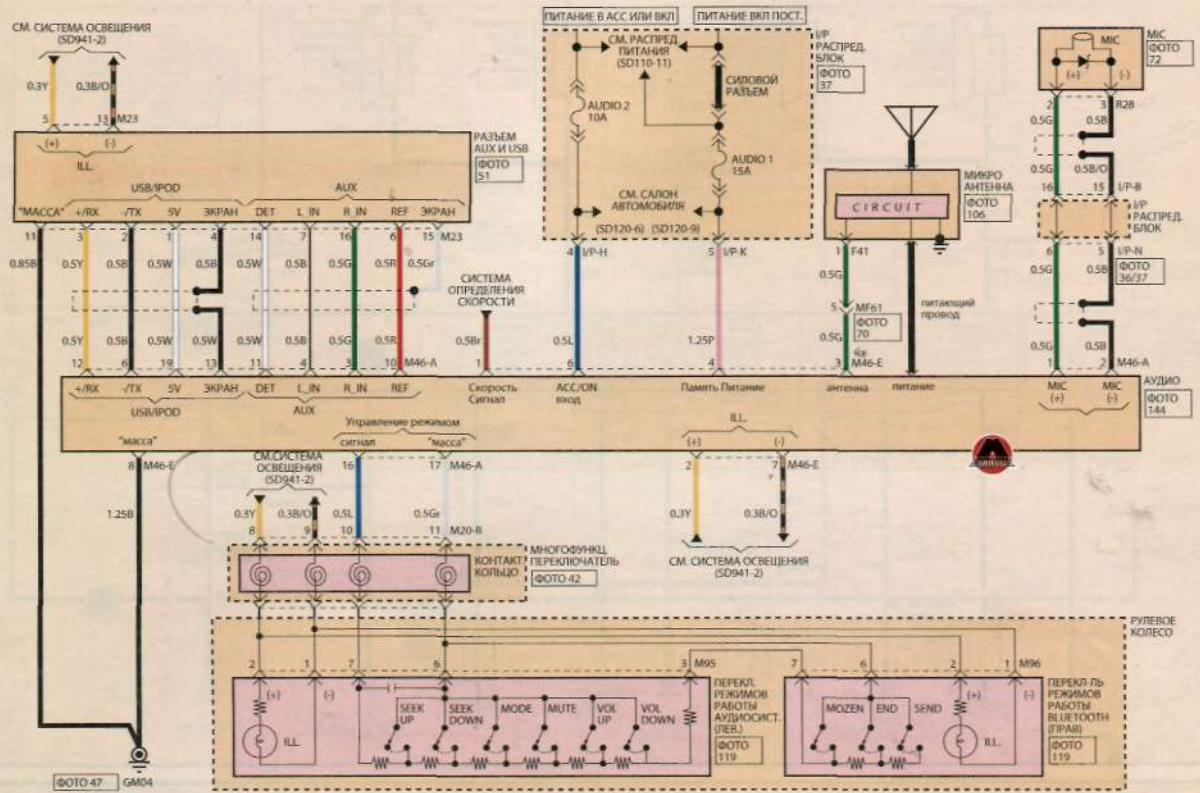 ПИТАНИЕ В АСС ИЛИ ВКЛ
ПИТАНИЕ ВКЛ ПОСТ.
СМ. СИСТЕМА ОСВЕЩЕНИЯ
(SD941-2)
0.3Y
0.3B/O
5
13
M23
(+)
(-)
ILL.
РАЗЪЕМ
AUX И USB
ФОТО
51
USB/IPOD
AUX
"МАССА"
+/RX
-/TX
5V
ЭКРАН
DET
L_IN
R_IN
REF
ЭКРАН
11
3
2
1
4
14
7
16
6
15
M23
0.85B
0.5Y
0.5B
0.5W
0.5B
0.5W
0.5B
0.5G
0.5R
0.5Gr
СМ. РАСПРЕД.
ПИТАНИЯ
(SD110-11)
I/P
РАСПРЕД.
БЛОК
ФОТО
37
СИЛОВОЙ
РАЗЪЕМ
AUDIO 2
10A
AUDIO 1
15A
СМ. САЛОН
АВТОМОБИЛЯ
(SD120-6)
(SD120-9)
4
I/P-H
5
I/P-K
МИКРО
АНТЕННА
ФОТО
106
CIRCUIT
1
F41
0.5G
5
MF61
ФОТО
70
0.5G
питающий
провод
MIC
MIC
ФОТО
72
(+)
(-)
2
3
R28
0.5G
0.5B
0.5G
0.5B/O
16
15
I/P-B
I/P
РАСПРЕД.
БЛОК
6
5
I/P-N
ФОТО
36/37
0.5G
0.5B
0.5G
0.5B
СИСТЕМА
ОПРЕДЕЛЕНИЯ
СКОРОСТИ
0.5Y
0.5B
0.5W
0.5B
0.5W
0.5B
0.5G
0.5R
0.5Br
0.5L
1.25P
12
6
19
13
11
4
3
10
M46-A
1
6
4
3
M46-E
1
2
M46-A
+/RX
-/TX
5V
ЭКРАН
DET
L_IN
R_IN
REF
Скорость
Сигнал
ACC/ON
вход
Память Питание
антенна
питание
MIC
(+)
MIC
(-)
АУДИО
ФОТО
144
USB/IPOD
AUX
"масса"
Управление режимом
сигнал
"масса"
ILL.
(+)
(-)
8
M46-E
16
17
M46-A
2
7
M46-E
СМ.СИСТЕМА
ОСВЕЩЕНИЯ
(SD941-2)
1.25B
0.3Y
0.3B/O
0.5L
0.5Gr
0.3Y
0.3B/O
8
9
10
11
M20-R
СМ. СИСТЕМА ОСВЕЩЕНИЯ
(SD941-2)
КОНТАКТ.
КОЛЬЦО
МНОГОФУНКЦ.
ПЕРЕКЛЮЧАТЕЛЬ
ФОТО 42
РУЛЕВОЕ
КОЛЕСО
2
1
7
6
3
M95
7
6
2
1
M96
(+)
(-)
ILL.
SEEK
UP
SEEK
DOWN
MODE
MUTE
VOL
UP
VOL
DOWN
ПЕРЕКЛ.
РЕЖИМОВ
РАБОТЫ
АУДИОСИСТ.
(ЛЕВ.)
ФОТО
119
MOZEN
END
SEND
(+)
(-)
ILL.
ПЕРЕКЛ-ЛЬ
РЕЖИМОВ
РАБОТЫ
BLUETOOTH
(ПРАВ)
ФОТО
119
ФОТО 47
GM04